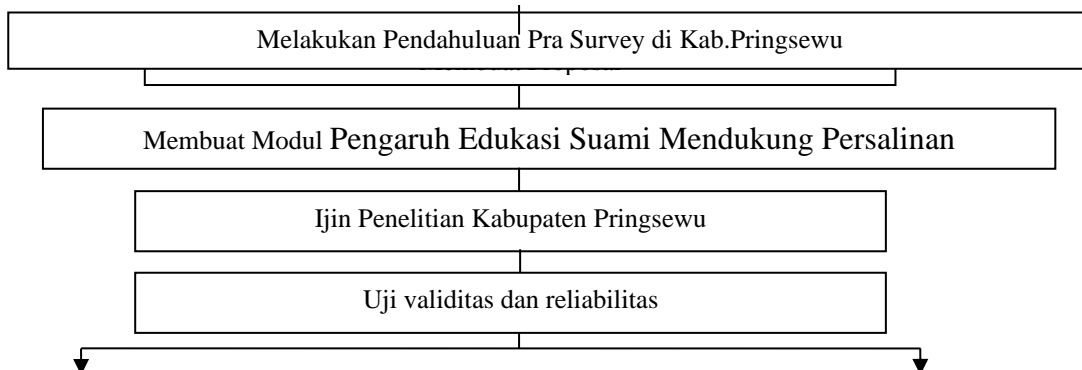 Melakukan Pendahuluan Pra Survey di Kab.Pringsewu
Membuat Modul Pengaruh Edukasi Suami Mendukung Persalinan
Ijin Penelitian Kabupaten Pringsewu
Uji validitas dan reliabilitas